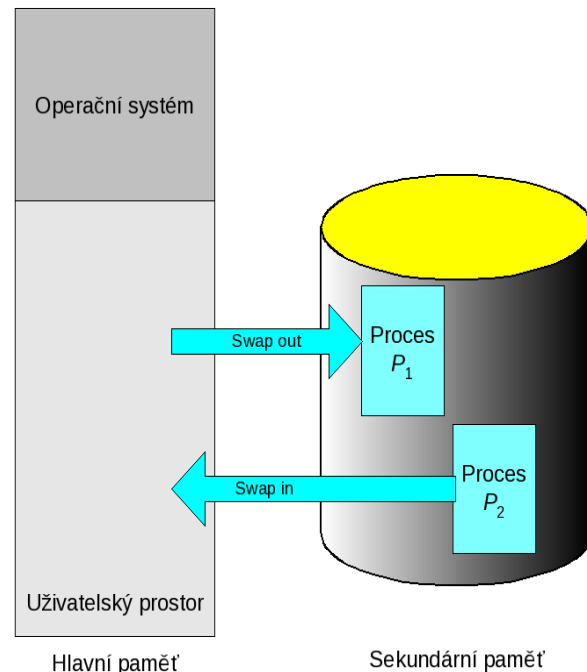 Operační systém
Swap out
Proces
P1
Swap in
Proces
P2
Uživatelský prostor
Hlavní paměť
Sekundární paměť